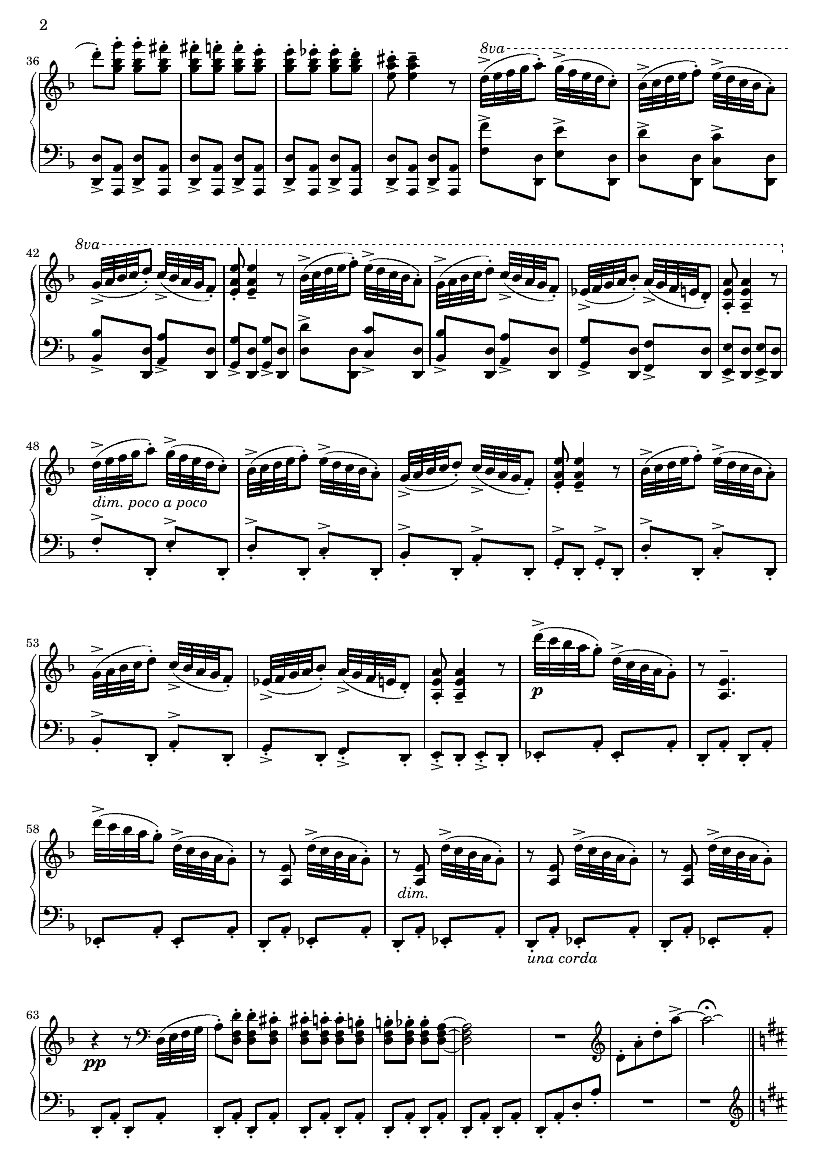 2
36
8va
42
8va
48
dim. poco a poco
53
p
58
dim.
una corda
63
pp